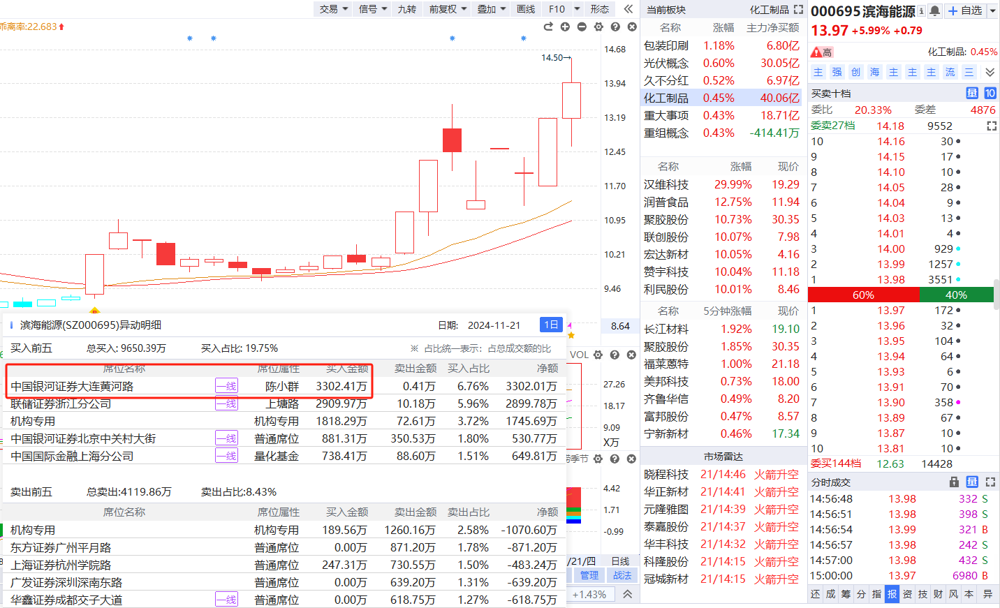 交易 信号 九转 前复权 叠加 画线 F10 形态
乖离率:22.683
14.50→
14.68
13.94
13.19
12.45
11.70
10.95
10.21
9.46
8.64
滨海能源(SZ000695)异动明细 日期: 2024-11-21 1日
买入前五 总买入: 9650.39万 买入占比: 19.75% ※ 占比统一表示：占总成交额的比
席位名称 席位属性 买入金额 卖出金额 买入占比 净额
中国银河证券大连黄河路 一线 陈小群 3302.41万 0.41万 6.76% 3302.01万
联储证券浙江分公司 一线 上塘路 2909.97万 10.18万 5.96% 2899.78万
机构专用 机构专用 1818.29万 72.61万 3.72% 1745.69万
中国银河证券北京中关村大街 一线 普通席位 881.31万 350.53万 1.80% 530.77万
中国国际金融上海分公司 一线 量化基金 738.41万 88.60万 1.51% 649.81万
卖出前五 总卖出:4119.86万 卖出占比:8.43%
席位名称 席位属性 买入金额 卖出金额 卖出占比 净额
机构专用 机构专用 189.56万 1260.16万 2.58% -1070.60万
东方证券广州平月路 普通席位 0.00万 871.20万 1.78% -871.20万
上海证券杭州学院路 普通席位 247.31万 730.55万 1.50% -483.24万
广发证券深圳深南东路 普通席位 0.00万 639.20万 1.31% -639.20万
华鑫证券成都交子大道 一线 普通席位 0.00万 618.75万 1.27% -618.75万
VOL
27.26
18.17
9.09
X万
季节
4.42
1.71
-0.99
/21/四 日线
管理 战法
+1.43%
当前板块 化工制品
名称 涨幅 主力净买额
包装印刷 1.18% 6.80亿
光伏概念 0.60% 30.05亿
久不分红 0.52% 6.97亿
化工制品 0.45% 40.06亿
重大事项 0.43% 18.71亿
重组概念 0.43% -414.41万
名称 涨幅 现价
汉维科技 29.99% 19.29
润普食品 12.75% 11.94
聚胶股份 10.73% 30.35
联创股份 10.07% 7.98
宏达新材 10.05% 4.16
赞宇科技 10.04% 11.18
利民股份 10.01% 8.46
名称 5分钟涨幅 现价
长江材料 1.92% 19.10
聚胶股份 1.85% 30.35
福莱蒽特 1.00% 21.18
美邦科技 0.73% 18.00
齐鲁华信 0.49% 8.20
富邦股份 0.47% 8.57
宁新新材 0.46% 17.34
市场雷达
晓程科技 21/14:46 火箭升空
华正新材 21/14:41 火箭升空
元隆雅图 21/14:39 火箭升空
泰嘉股份 21/14:37 火箭升空
华丰科技 21/14:32 火箭升空
科隆股份 21/14:15 火箭升空
冠城新材 21/14:15 火箭升空
000695滨海能源 自选
13.97 +5.99% +0.79
高 化工制品: 0.45%
主 强 创 海 主 主 主 流 三
买卖十档 量 10
委比 20.33% 委差 4876
委卖27档 14.18 9552
10 14.16 30
9 14.15 17
8 14.10 10
7 14.05 28
6 14.04 9
5 14.03 13
4 14.01 4
3 14.00 929
2 13.99 1257
1 13.98 3551
60% 40%
1 13.97 172
2 13.96 32
3 13.95 104
4 13.94 64
5 13.93 6
6 13.91 70
7 13.90 358
8 13.89 67
9 13.87 10
10 13.81 10
委买144档 12.63 14428
分时成交 量
14:56:48 13.98 332 S
14:56:51 13.98 398 S
14:56:54 13.99 321 B
14:56:57 13.98 242 S
14:57:00 13.98 432 S
15:00:00 13.97 6980 B
还 成 筹 分 指 报 资 技 财 风 本 异